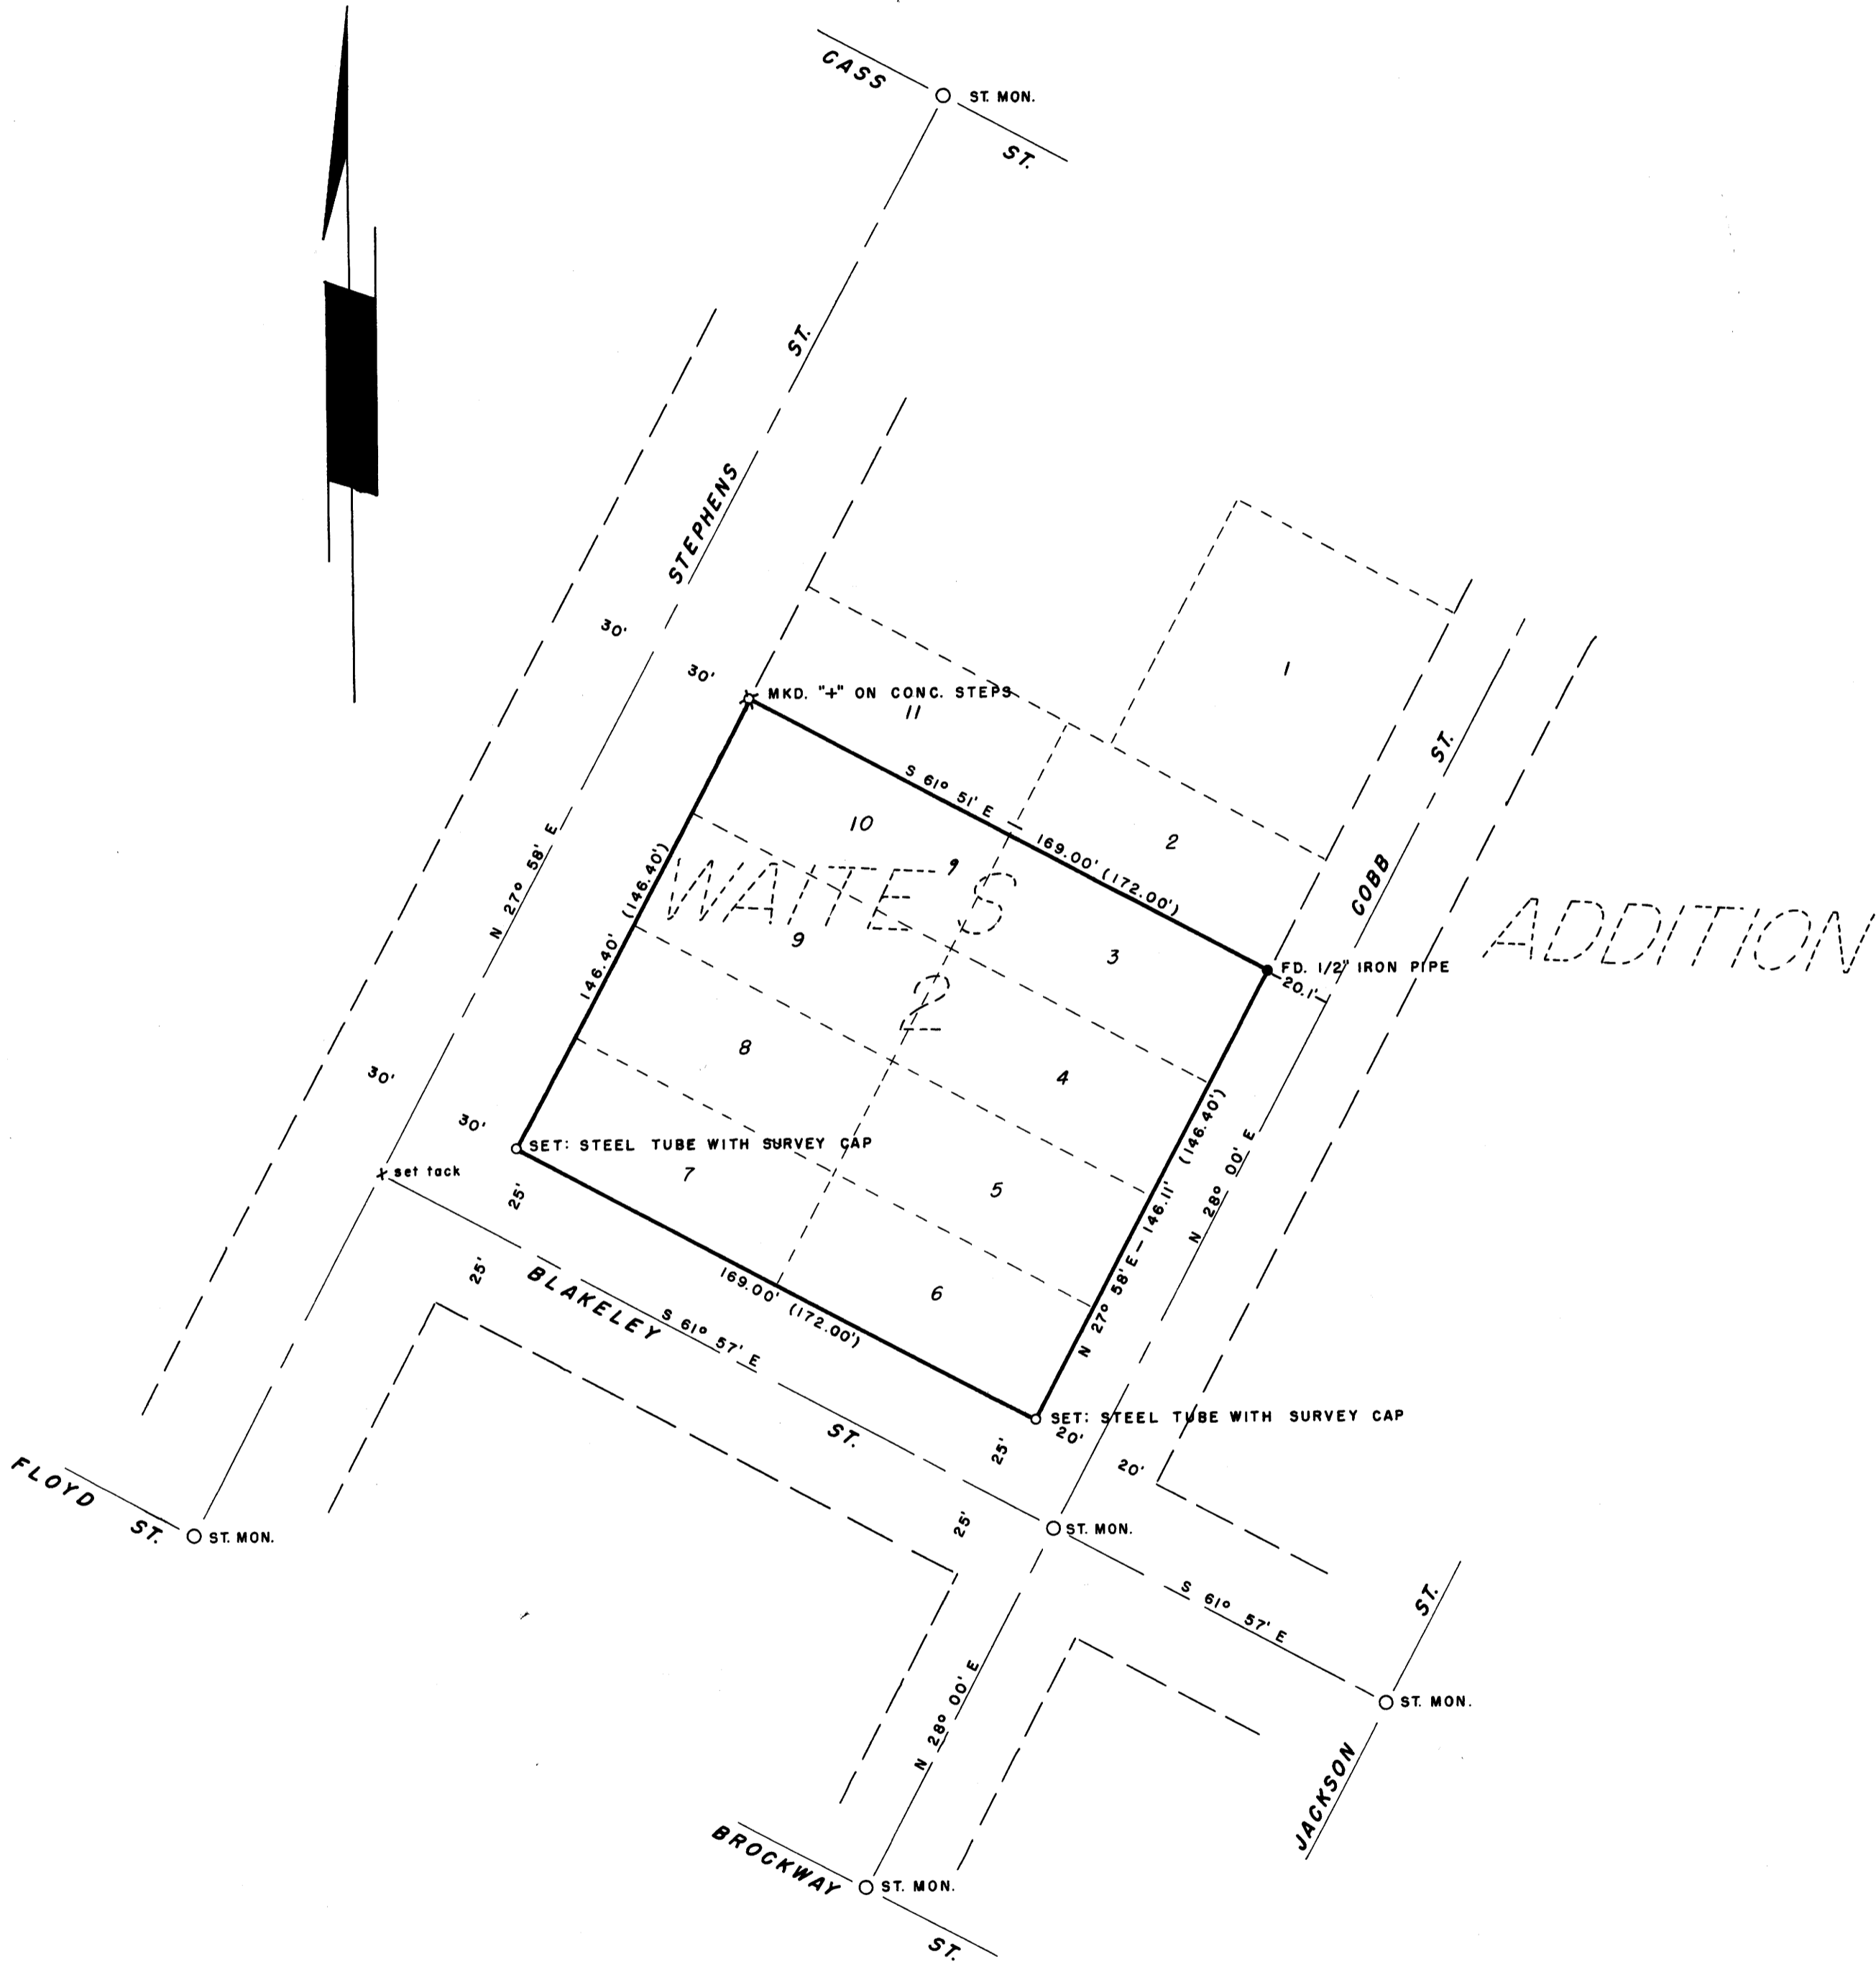 CASS ST.
ST. MON.
STEPHENS ST.
30'
30'
1
MKD. "+" ON CONC. STEPS
11
S 61° 51' E
169.00' (172.00')
2
COBB ST.
10
WAITE'S ADDITION
N 27° 58' E
146.40' (146.40')
9
3
FD. 1/2" IRON PIPE
20.1'
2
8
4
30'
30'
SET: STEEL TUBE WITH SURVEY CAP
set tack
7
5
25'
25'
N 27° 58' E — 146.11' (146.40')
N 28° 00' E
BLAKELEY ST.
S 61° 57' E
169.00' (172.00')
6
SET: STEEL TUBE WITH SURVEY CAP
20'
20'
25'
25'
FLOYD ST.
ST. MON.
ST. MON.
S 61° 57' E
N 28° 00' E
JACKSON ST.
ST. MON.
BROCKWAY ST.
ST. MON.